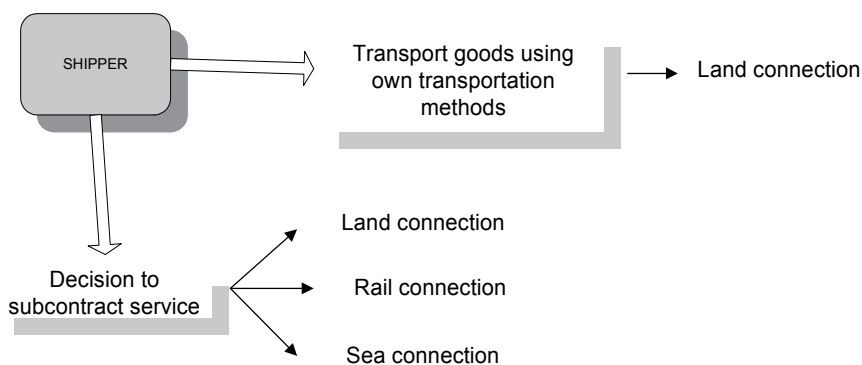 SHIPPER
Transport goods using
own transportation
methods
Land connection
Land connection
Decision to
subcontract service
Rail connection
Sea connection